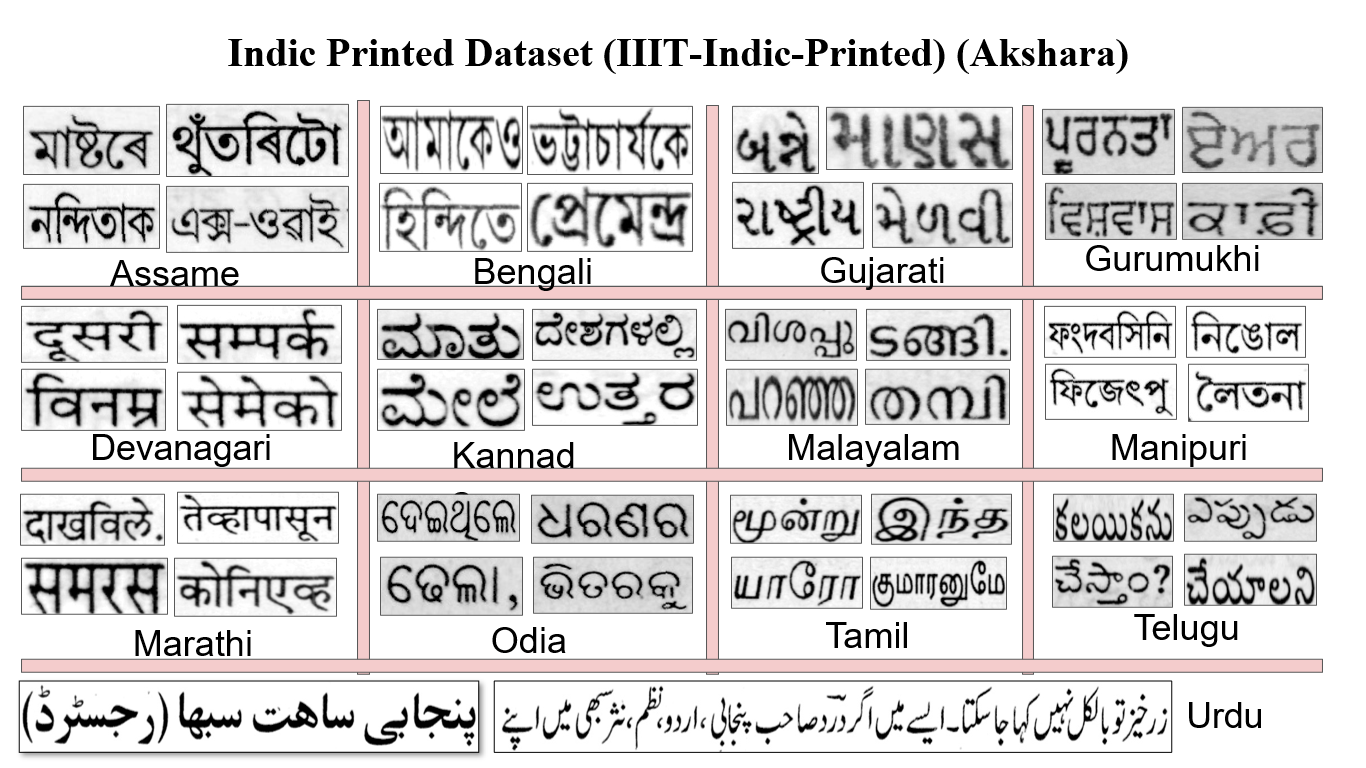 Indic Printed Dataset (IIIT-Indic-Printed) (Akshara)
মাষ্টৰে থুঁতৰিটো
নন্দিতাক এক্স-ওৱাই
Assame
আমাকেও ভট্টাচার্যকে
হিন্দিতে প্রেমেন্দ্র
Bengali
બન્ને માણસ
રાષ્ટ્રીય મેળવી
Gujarati
ਪੂਰਨਤਾ ਏਅਰ
ਵਿਸ਼ਵਾਸ ਕਾਫ਼ੀ
Gurumukhi
दूसरी सम्पर्क
विनम्र सेमेको
Devanagari
ಮಾತು ದೇಶಗಳಲ್ಲಿ
ಮೇಲೆ ಉತ್ತರ
Kannad
വിശപ്പു ടങ്ങി.
പറഞ്ഞ തമ്പി
Malayalam
ফংদবসিনি নিঙোল
ফিজেৎপু লৈতনা
Manipuri
दाखविले. तेव्हापासून
समरस कोनिएव्ह
Marathi
ଦେଇଥିଲେ ଧରଣର
ଢେଲା, ଭିତରକୁ
Odia
மூன்று இந்த
யாரோ குமாரனுமே
Tamil
కలయికను ఎప్పుడు
చేస్తాం? చేయాలని
Telugu
پنجابی ساہت سبھا (رجسٹرڈ)
زرخیز تو بالکل نہیں کہا جا سکتا۔ ایسے میں اگر دردؔ صاحب پنجابی، اردو، نظم، نثر سبھی میں اپنے
Urdu